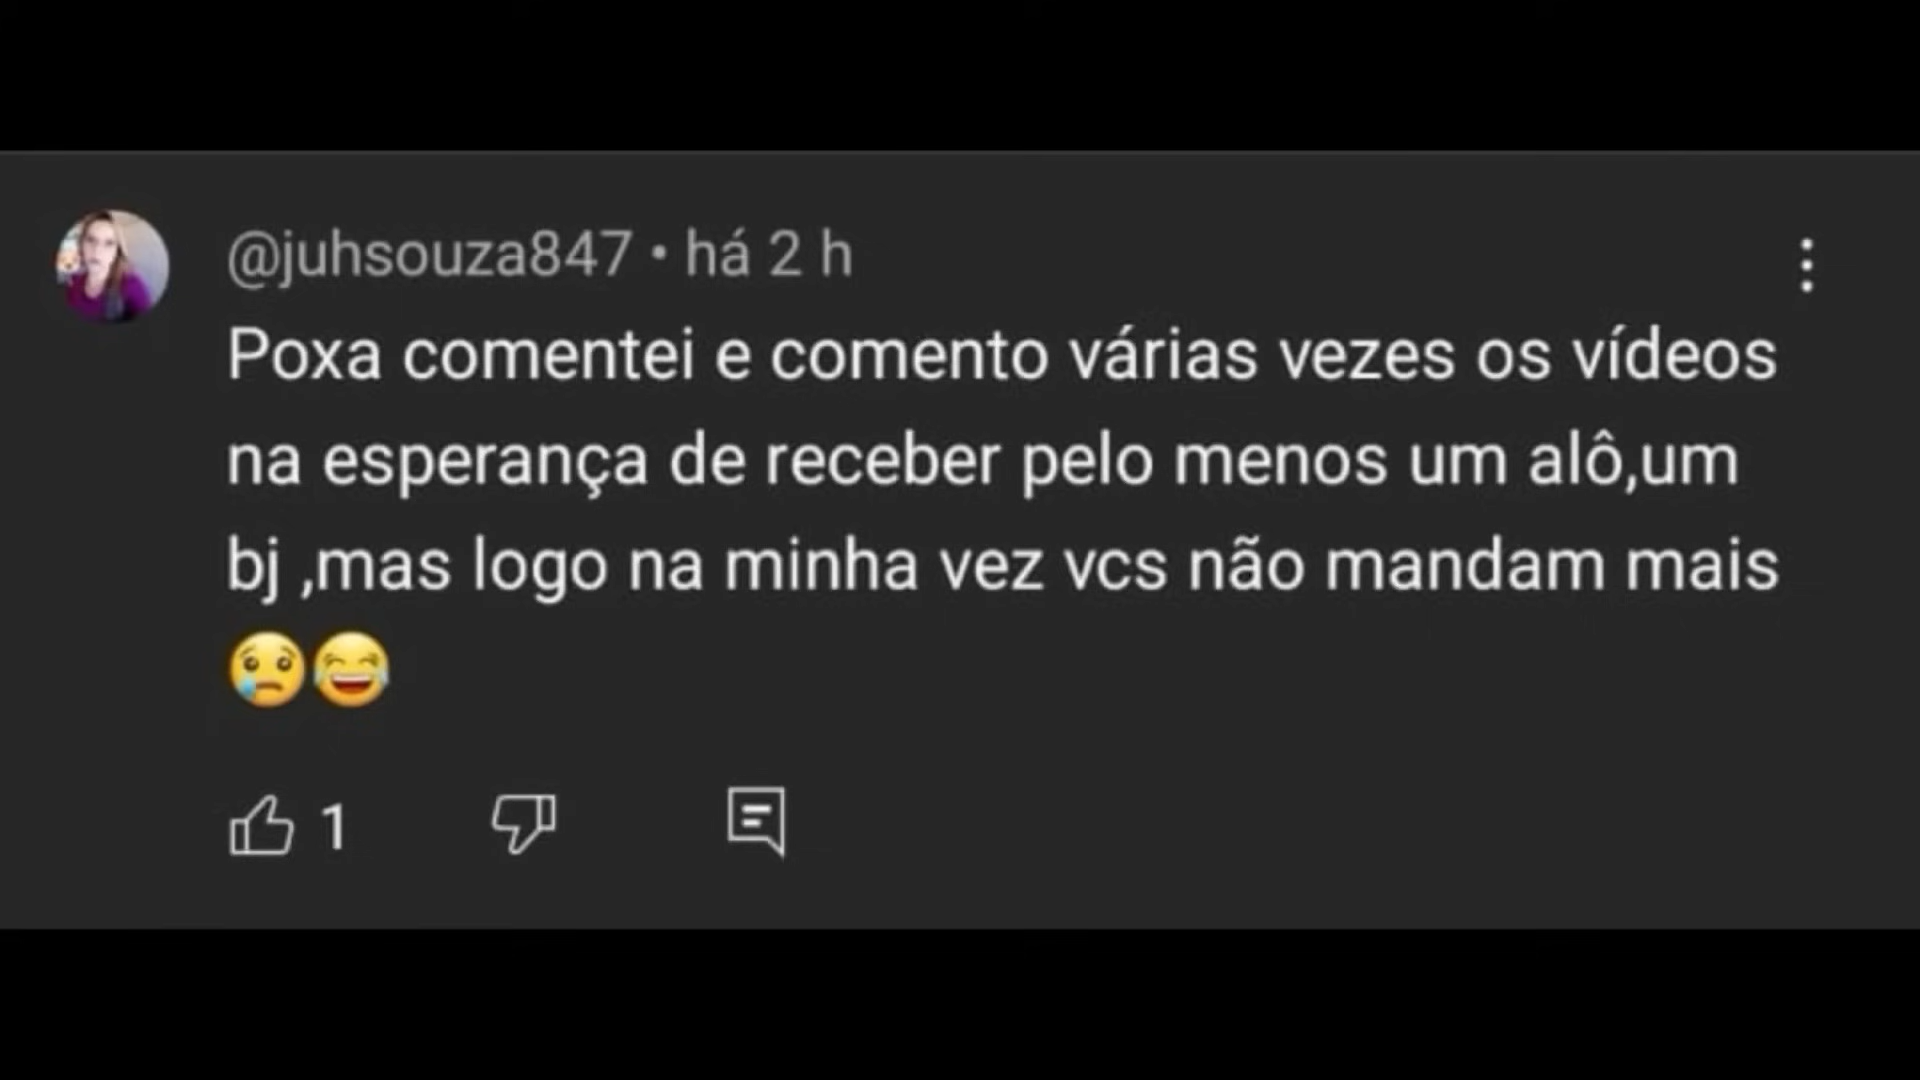 @juhsouza847 • há 2 h
Poxa comentei e comento várias vezes os vídeos
na esperança de receber pelo menos um alô,um
bj ,mas logo na minha vez vcs não mandam mais
😢😂
1